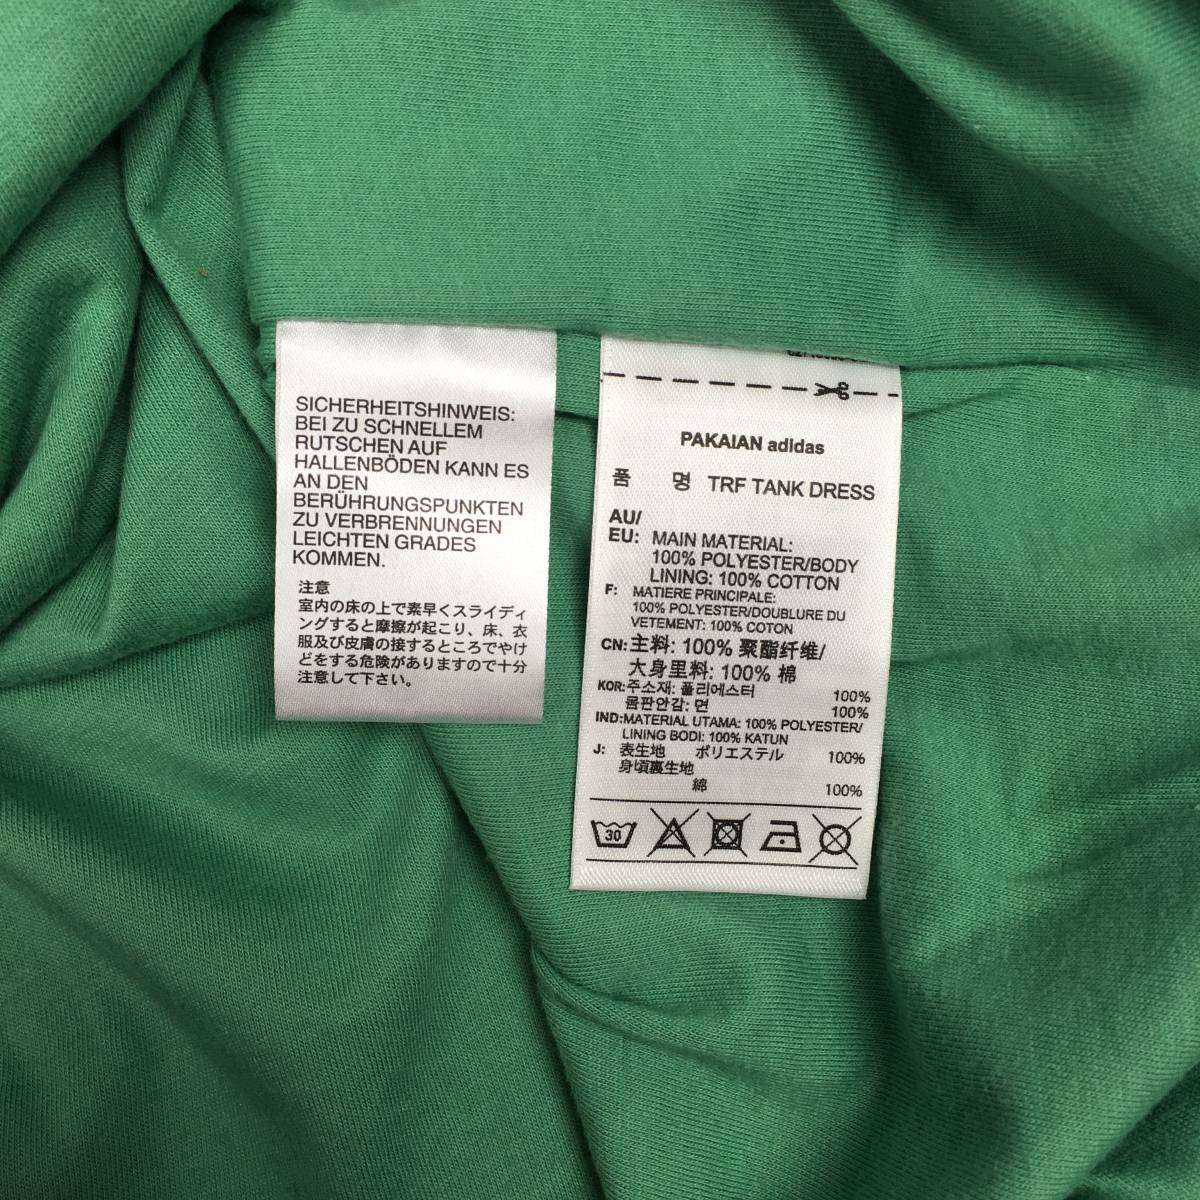 SICHERHEITSHINWEIS:
BEI ZU SCHNELLEM
RUTSCHEN AUF
HALLENBÖDEN KANN ES
AN DEN
BERÜHRUNGSPUNKTEN
ZU VERBRENNUNGEN
LEICHTEN GRADES
KOMMEN.
注意
室内の床の上で素早くスライディ
ングすると摩擦が起こり、床、衣
服及び皮膚の接するところでやけ
どをする危険がありますので十分
注意して下さい。
PAKAIAN adidas
품 명 TRF TANK DRESS
AU/
EU: MAIN MATERIAL:
100% POLYESTER/BODY
LINING: 100% COTTON
F: MATIERE PRINCIPALE:
100% POLYESTER/DOUBLURE DU
VETEMENT: 100% COTON
CN: 主料: 100% 聚酯纤维/
大身里料: 100% 棉
KOR: 주소재: 폴리에스터 100%
몸판안감: 면 100%
IND: MATERIAL UTAMA: 100% POLYESTER/
LINING BODI: 100% KATUN
J: 表生地 ポリエステル 100%
身頃裏生地
綿 100%
30